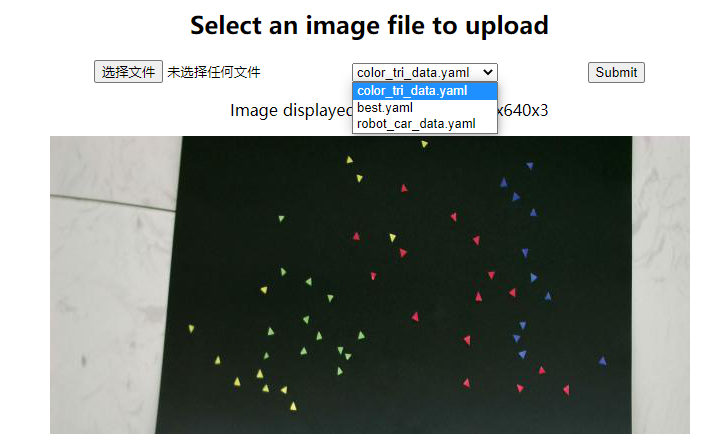 Select an image file to upload
选择文件 未选择任何文件 color_tri_data.yaml Submit
color_tri_data.yaml
best.yaml
robot_car_data.yaml
Image displayed x640x3